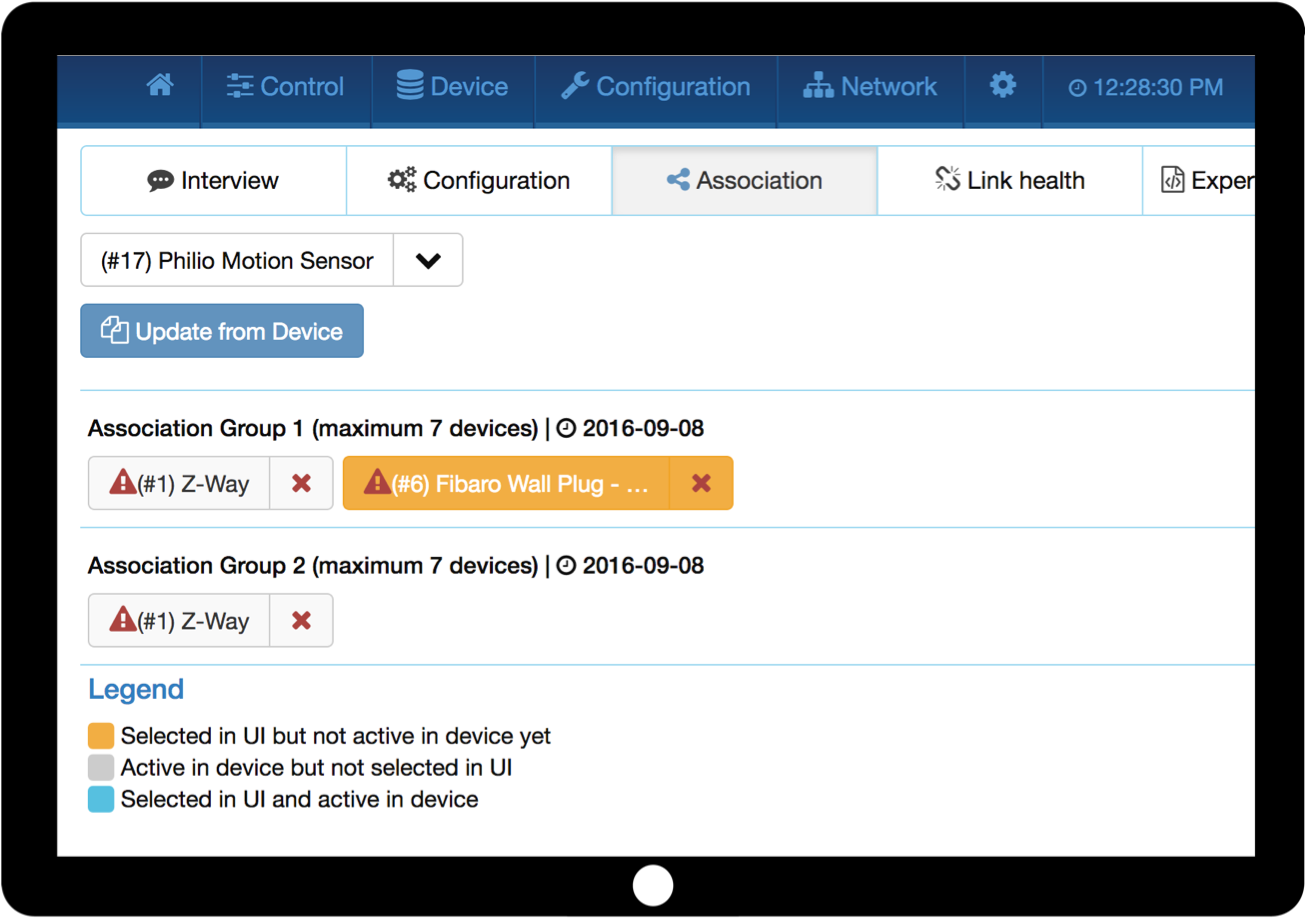 Control Device Configuration Network 12:28:30 PM
Interview Configuration Association Link health Exper
(#17) Philio Motion Sensor
Update from Device
Association Group 1 (maximum 7 devices) | 2016-09-08
(#1) Z-Way (#6) Fibaro Wall Plug - ...
Association Group 2 (maximum 7 devices) | 2016-09-08
(#1) Z-Way
Legend
Selected in UI but not active in device yet
Active in device but not selected in UI
Selected in UI and active in device